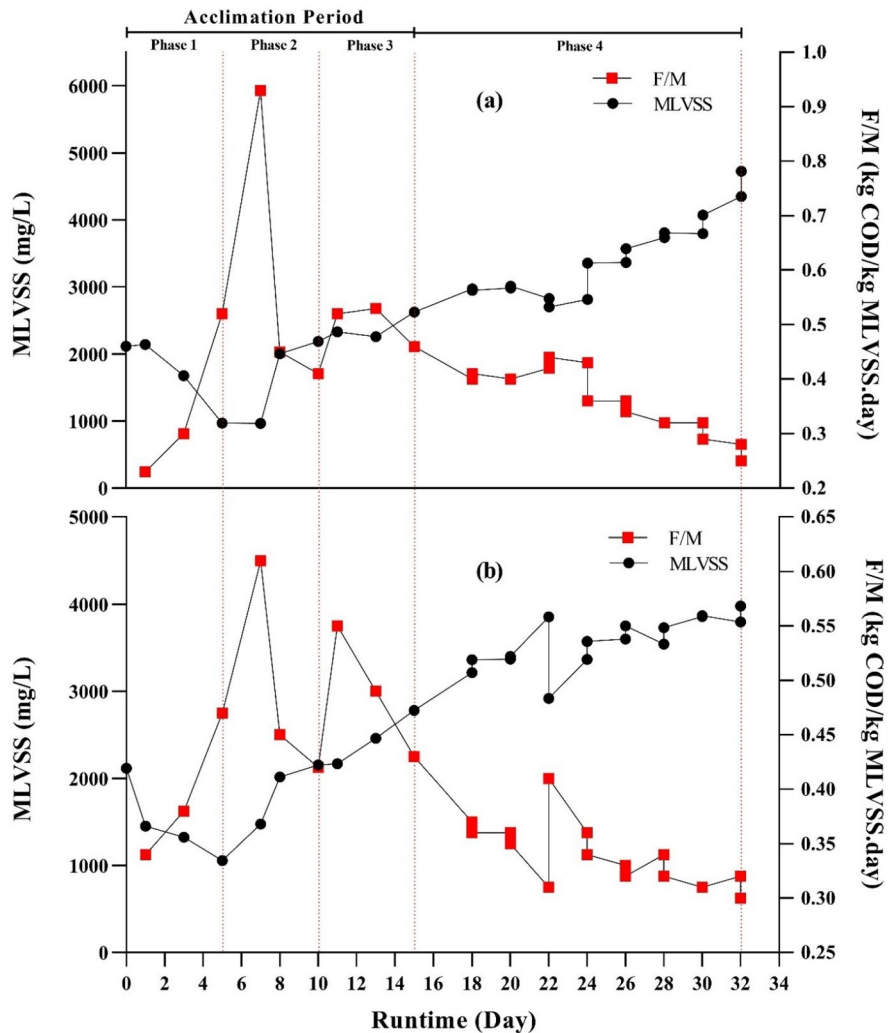 Acclimation Period
Phase 1 Phase 2 Phase 3 Phase 4
(a)
F/M
MLVSS
6000
5000
4000
3000
2000
1000
0
MLVSS (mg/L)
1.0
0.9
0.8
0.7
0.6
0.5
0.4
0.3
0.2
F/M (kg COD/kg MLVSS.day)
(b)
F/M
MLVSS
5000
4000
3000
2000
1000
0
MLVSS (mg/L)
0.65
0.60
0.55
0.50
0.45
0.40
0.35
0.30
0.25
F/M (kg COD/kg MLVSS.day)
0 2 4 6 8 10 12 14 16 18 20 22 24 26 28 30 32 34
Runtime (Day)